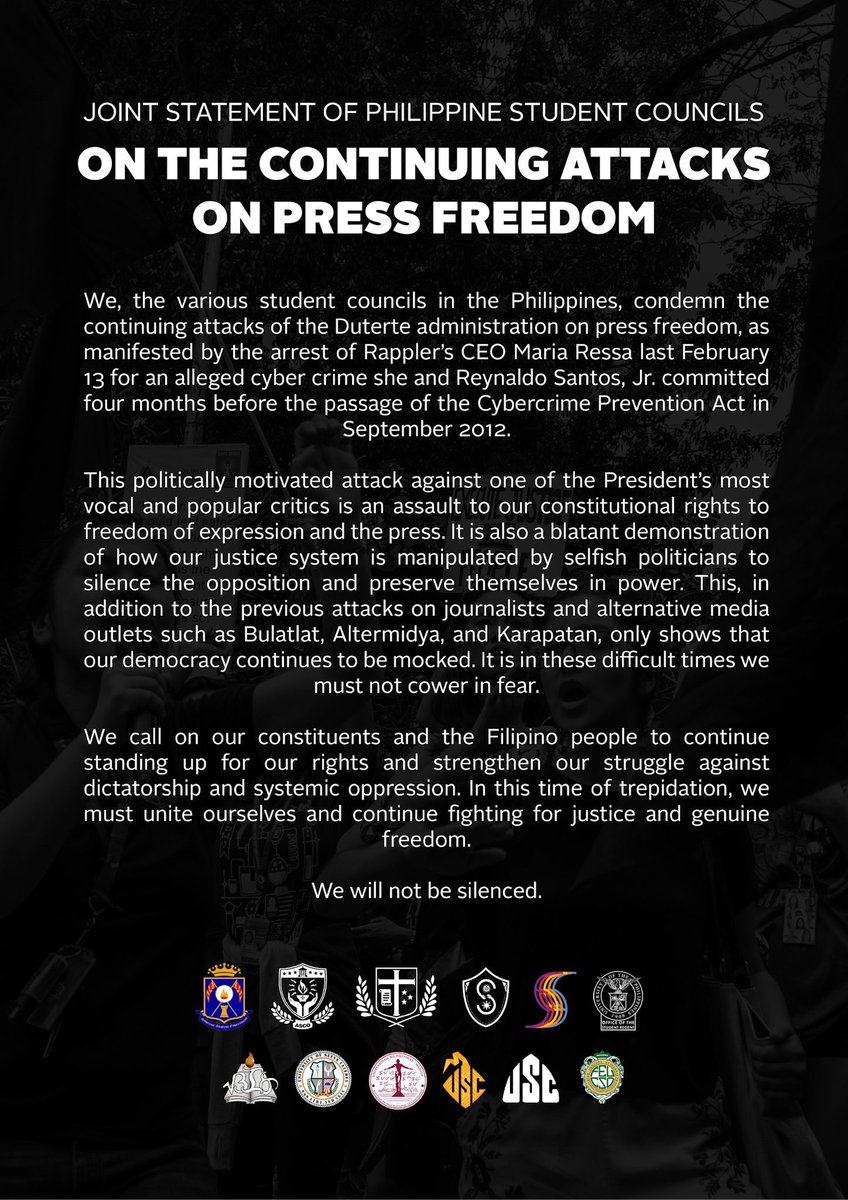 JOINT STATEMENT OF PHILIPPINE STUDENT COUNCILS
ON THE CONTINUING ATTACKS
ON PRESS FREEDOM
We, the various student councils in the Philippines, condemn the
continuing attacks of the Duterte administration on press freedom, as
manifested by the arrest of Rappler's CEO Maria Ressa last February
13 for an alleged cyber crime she and Reynaldo Santos, Jr. committed
four months before the passage of the Cybercrime Prevention Act in
September 2012.
This politically motivated attack against one of the President's most
vocal and popular critics is an assault to our constitutional rights to
freedom of expression and the press. It is also a blatant demonstration
of how our justice system is manipulated by selfish politicians to
silence the opposition and preserve themselves in power. This, in
addition to the previous attacks on journalists and alternative media
outlets such as Bulatlat, Altermidya, and Karapatan, only shows that
our democracy continues to be mocked. It is in these difficult times we
must not cower in fear.
We call on our constituents and the Filipino people to continue
standing up for our rights and strengthen our struggle against
dictatorship and systemic oppression. In this time of trepidation, we
must unite ourselves and continue fighting for justice and genuine
freedom.
We will not be silenced.
OFFICE OF THE
STUDENT REGENT
USC
USC